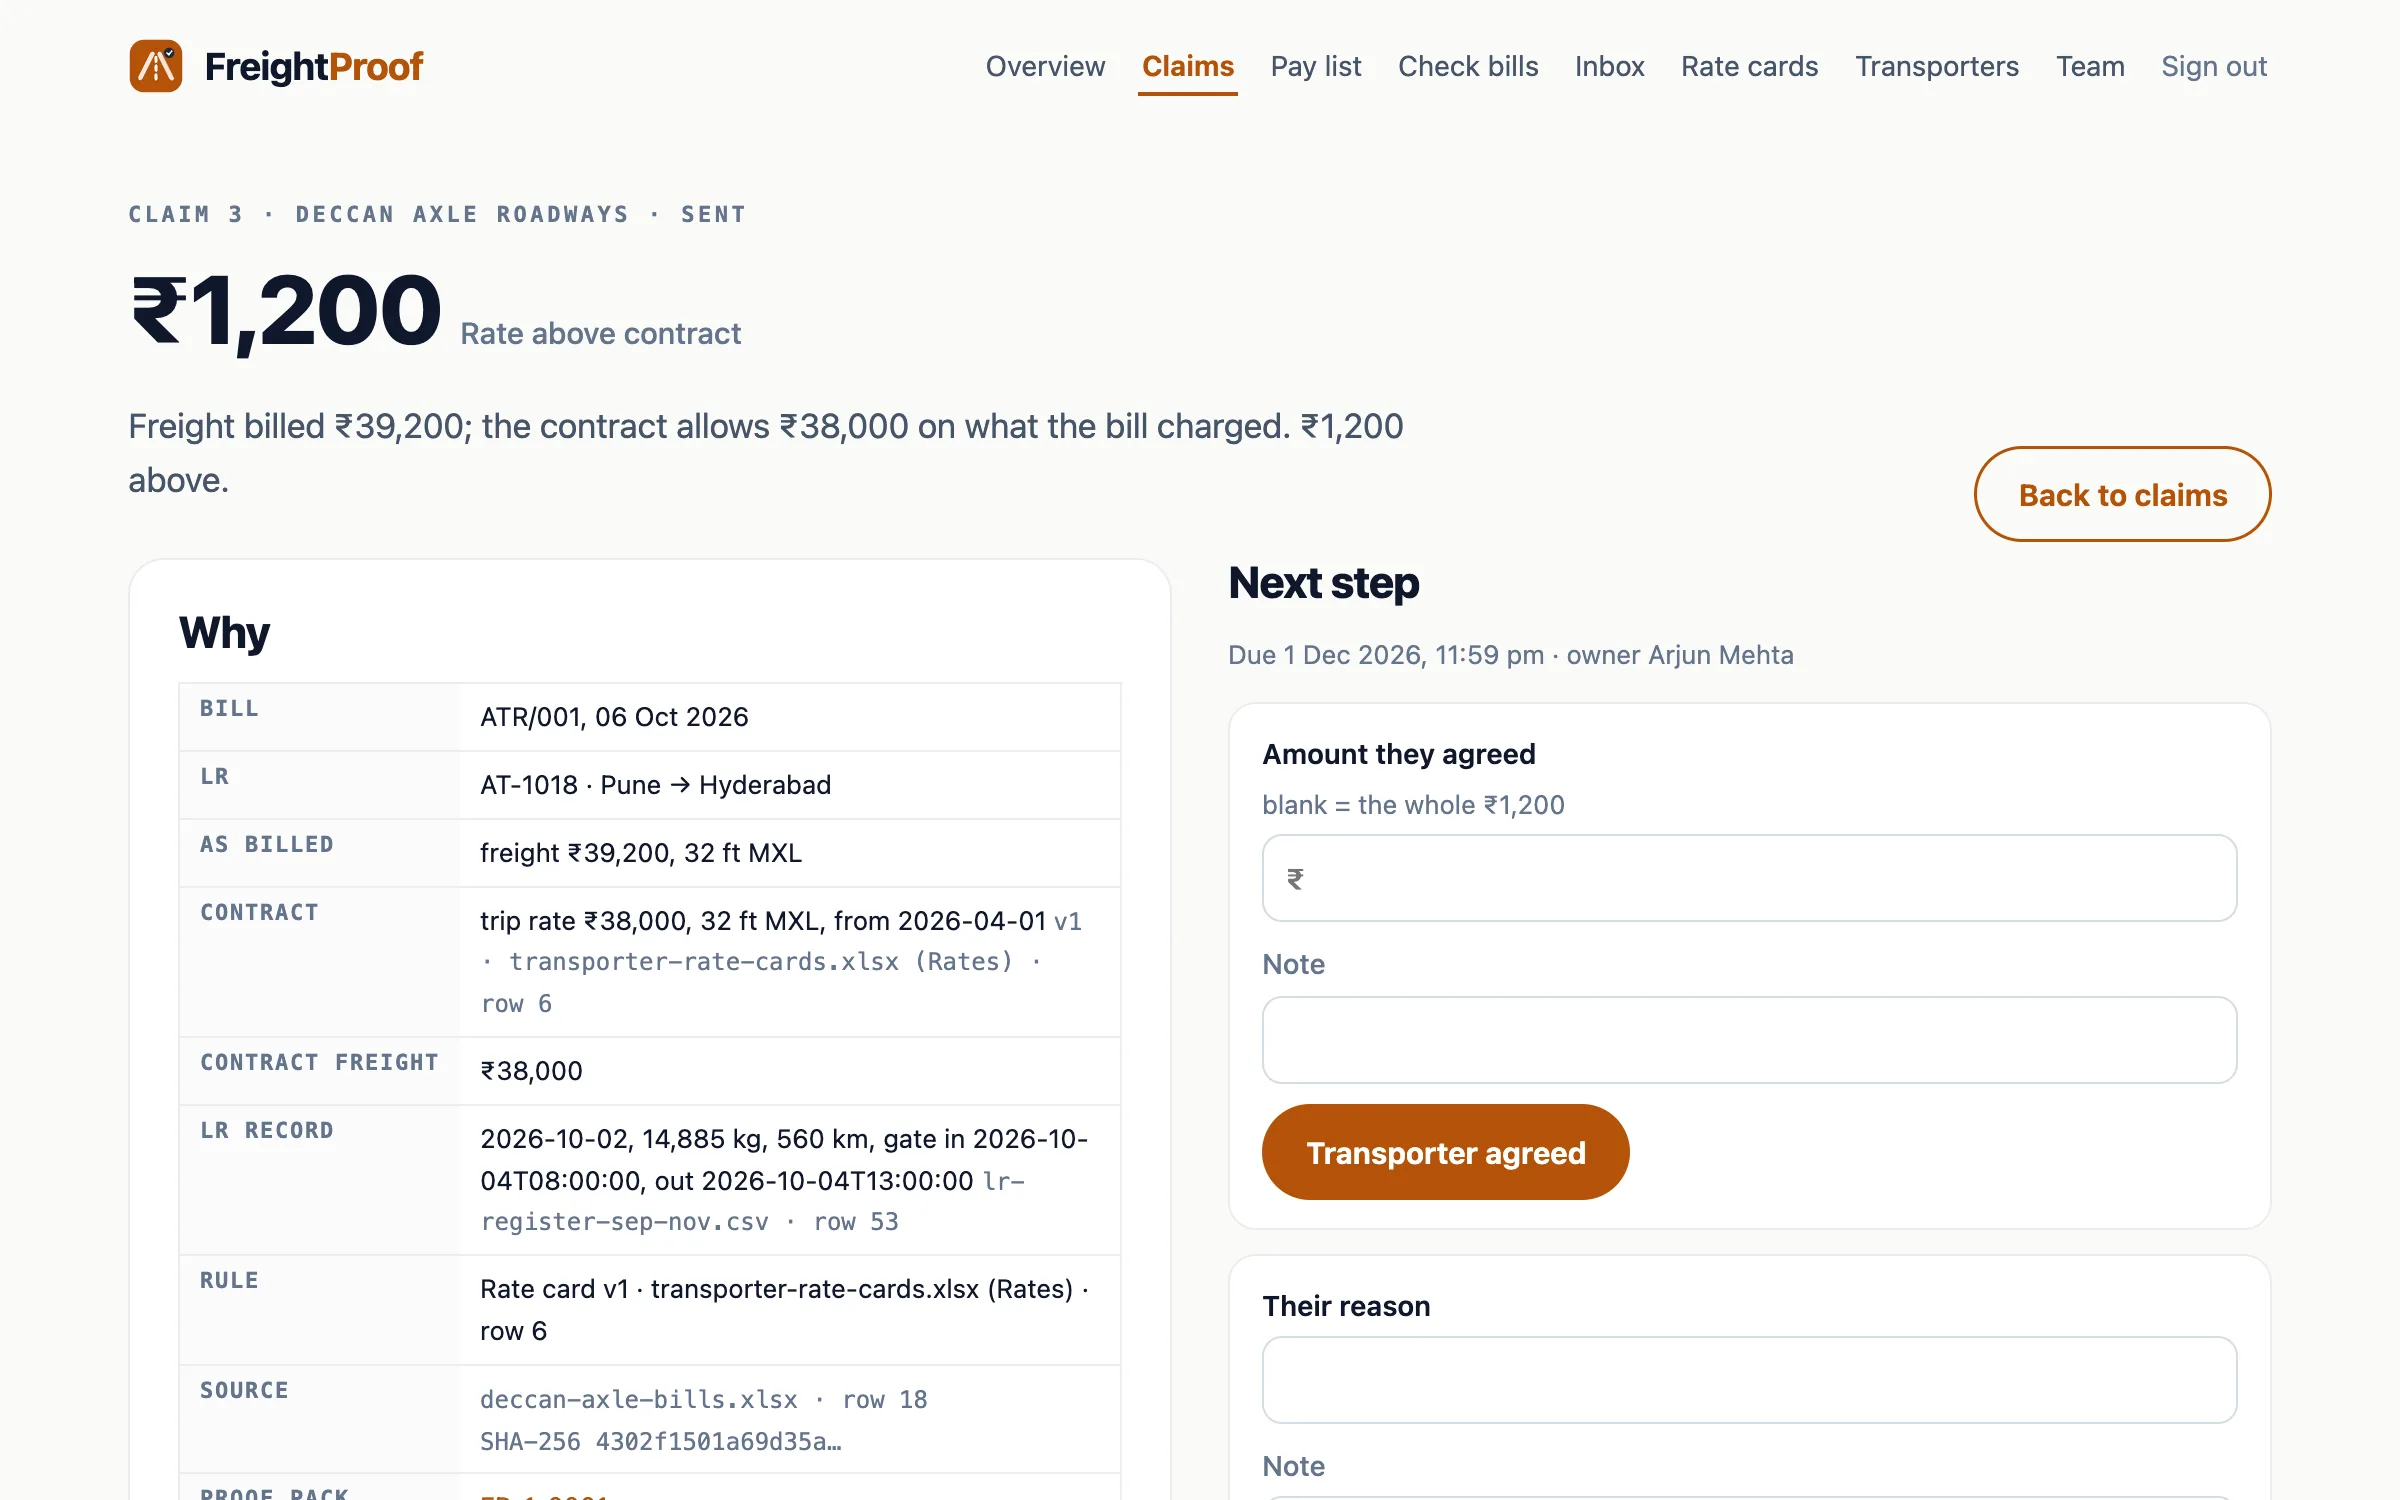 FreightProof
Overview Claims Pay list Check bills Inbox Rate cards Transporters Team Sign out
CLAIM 3 · DECCAN AXLE ROADWAYS · SENT
₹1,200 Rate above contract
Freight billed ₹39,200; the contract allows ₹38,000 on what the bill charged. ₹1,200
above.
Back to claims
Why
BILL
ATR/001, 06 Oct 2026
LR
AT-1018 · Pune → Hyderabad
AS BILLED
freight ₹39,200, 32 ft MXL
CONTRACT
trip rate ₹38,000, 32 ft MXL, from 2026-04-01 v1
· transporter-rate-cards.xlsx (Rates) ·
row 6
CONTRACT FREIGHT
₹38,000
LR RECORD
2026-10-02, 14,885 kg, 560 km, gate in 2026-10-
04T08:00:00, out 2026-10-04T13:00:00 lr-
register-sep-nov.csv · row 53
RULE
Rate card v1 · transporter-rate-cards.xlsx (Rates) ·
row 6
SOURCE
deccan-axle-bills.xlsx · row 18
SHA-256 4302f1501a69d35a…
PROOF PACK
Next step
Due 1 Dec 2026, 11:59 pm · owner Arjun Mehta
Amount they agreed
blank = the whole ₹1,200
₹
Note
Transporter agreed
Their reason
Note